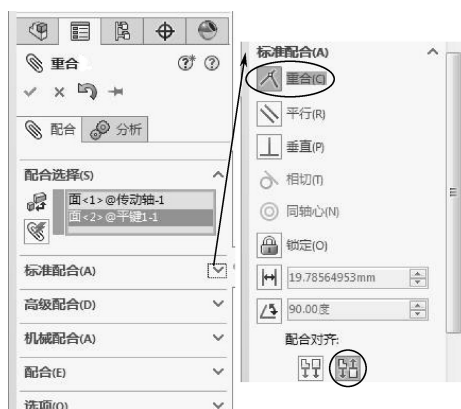 重合
配合 分析
配合选择(S)
面<1>@传动轴-1
面<2>@平键1-1
标准配合(A)
高级配合(D)
机械配合(A)
配合(E)
选项(O)
标准配合(A)
重合(C)
平行(R)
垂直(P)
相切(T)
同轴心(N)
锁定(O)
19.78564953mm
90.00度
配合对齐: